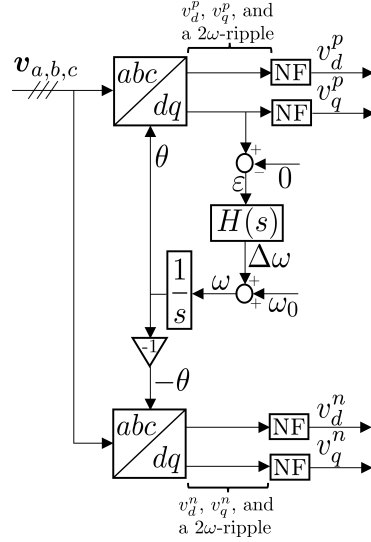 v_d^p, v_q^p, and
a 2ω-ripple
v_{a,b,c}
abc
dq
NF
v_d^p
NF
v_q^p
θ
+
−
ε
0
H(s)
Δω
+
+
ω
ω_0
1
s
-1
−θ
abc
dq
NF
v_d^n
NF
v_q^n
v_d^n, v_q^n, and
a 2ω-ripple